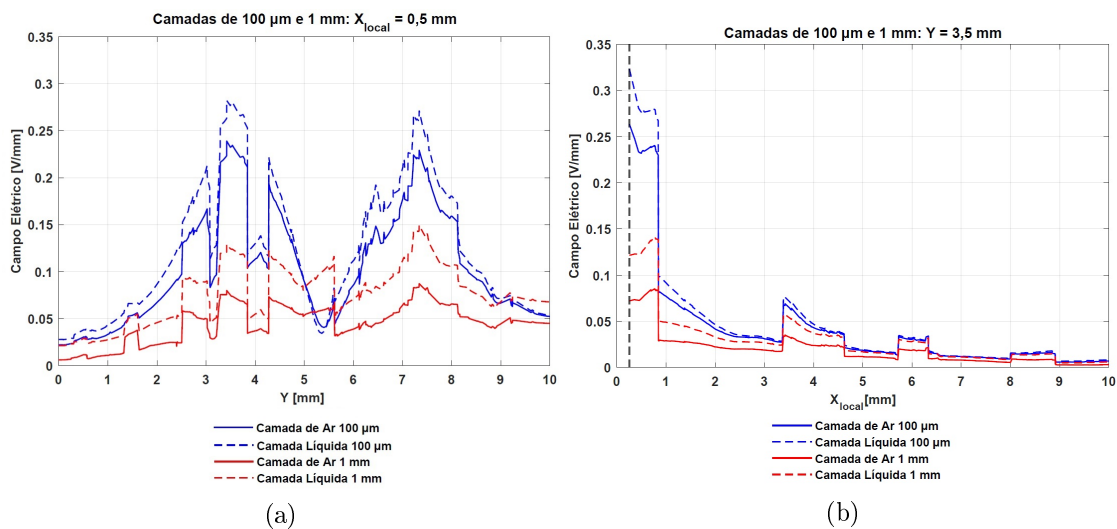 Camadas de 100 µm e 1 mm: X_local = 0,5 mm
Campo Elétrico [V/mm]
0.35
0.3
0.25
0.2
0.15
0.1
0.05
0
0 1 2 3 4 5 6 7 8 9 10
Y [mm]
Camada de Ar 100 µm
Camada Líquida 100 µm
Camada de Ar 1 mm
Camada Líquida 1 mm
(a)
Camadas de 100 µm e 1 mm: Y = 3,5 mm
Campo Elétrico [V/mm]
0.35
0.3
0.25
0.2
0.15
0.1
0.05
0
0 1 2 3 4 5 6 7 8 9 10
X_local[mm]
Camada de Ar 100 µm
Camada Líquida 100 µm
Camada de Ar 1 mm
Camada Líquida 1 mm
(b)